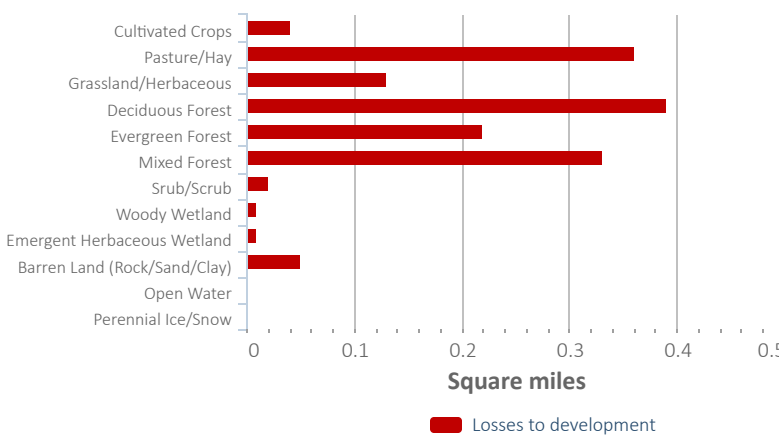 Cultivated Crops
Pasture/Hay
Grassland/Herbaceous
Deciduous Forest
Evergreen Forest
Mixed Forest
Srub/Scrub
Woody Wetland
Emergent Herbaceous Wetland
Barren Land (Rock/Sand/Clay)
Open Water
Perennial Ice/Snow
0 0.1 0.2 0.3 0.4
Square miles
Losses to development